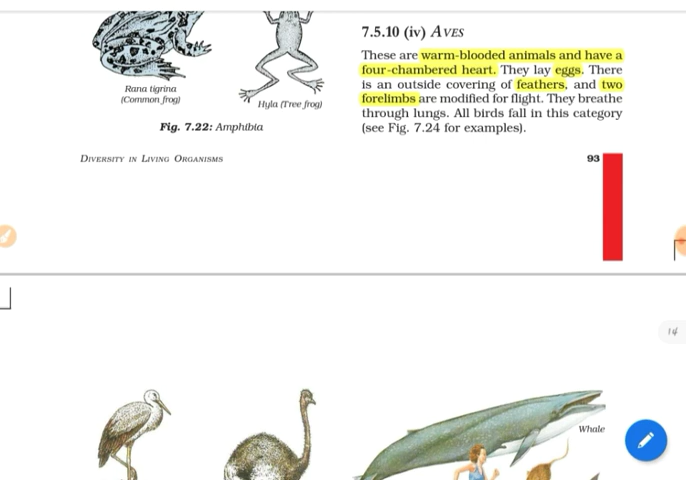 Rana tigrina
(Common frog)
Hyla (Tree frog)
Fig. 7.22: Amphibia
DIVERSITY IN LIVING ORGANISMS
7.5.10 (iv) AVES
These are warm-blooded animals and have a
four-chambered heart. They lay eggs. There
is an outside covering of feathers, and two
forelimbs are modified for flight. They breathe
through lungs. All birds fall in this category
(see Fig. 7.24 for examples).
93
14
Whale